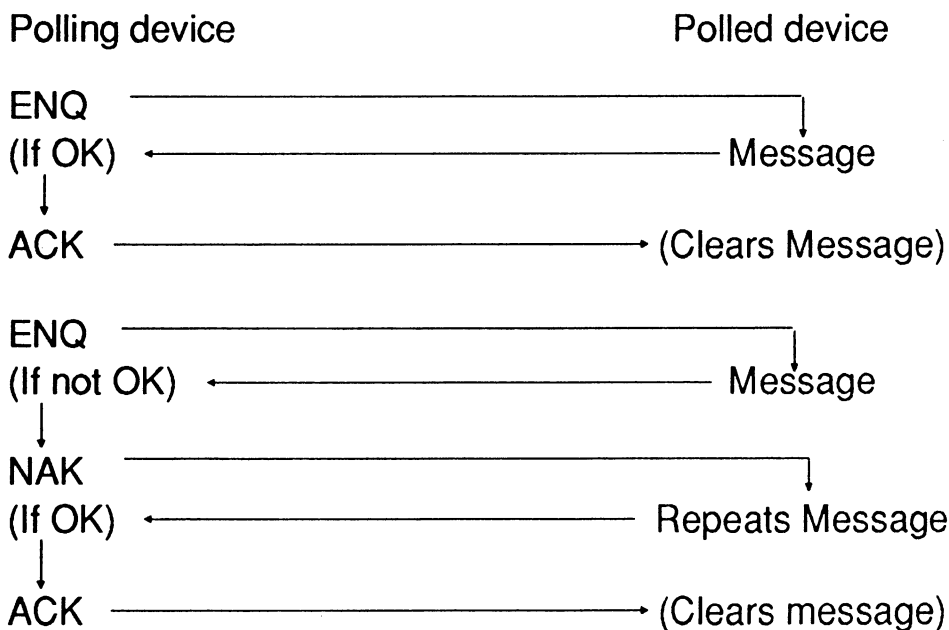 Polling device Polled device
ENQ
(If OK) Message
ACK (Clears Message)
ENQ
(If not OK) Message
NAK
(If OK) Repeats Message
ACK (Clears message)